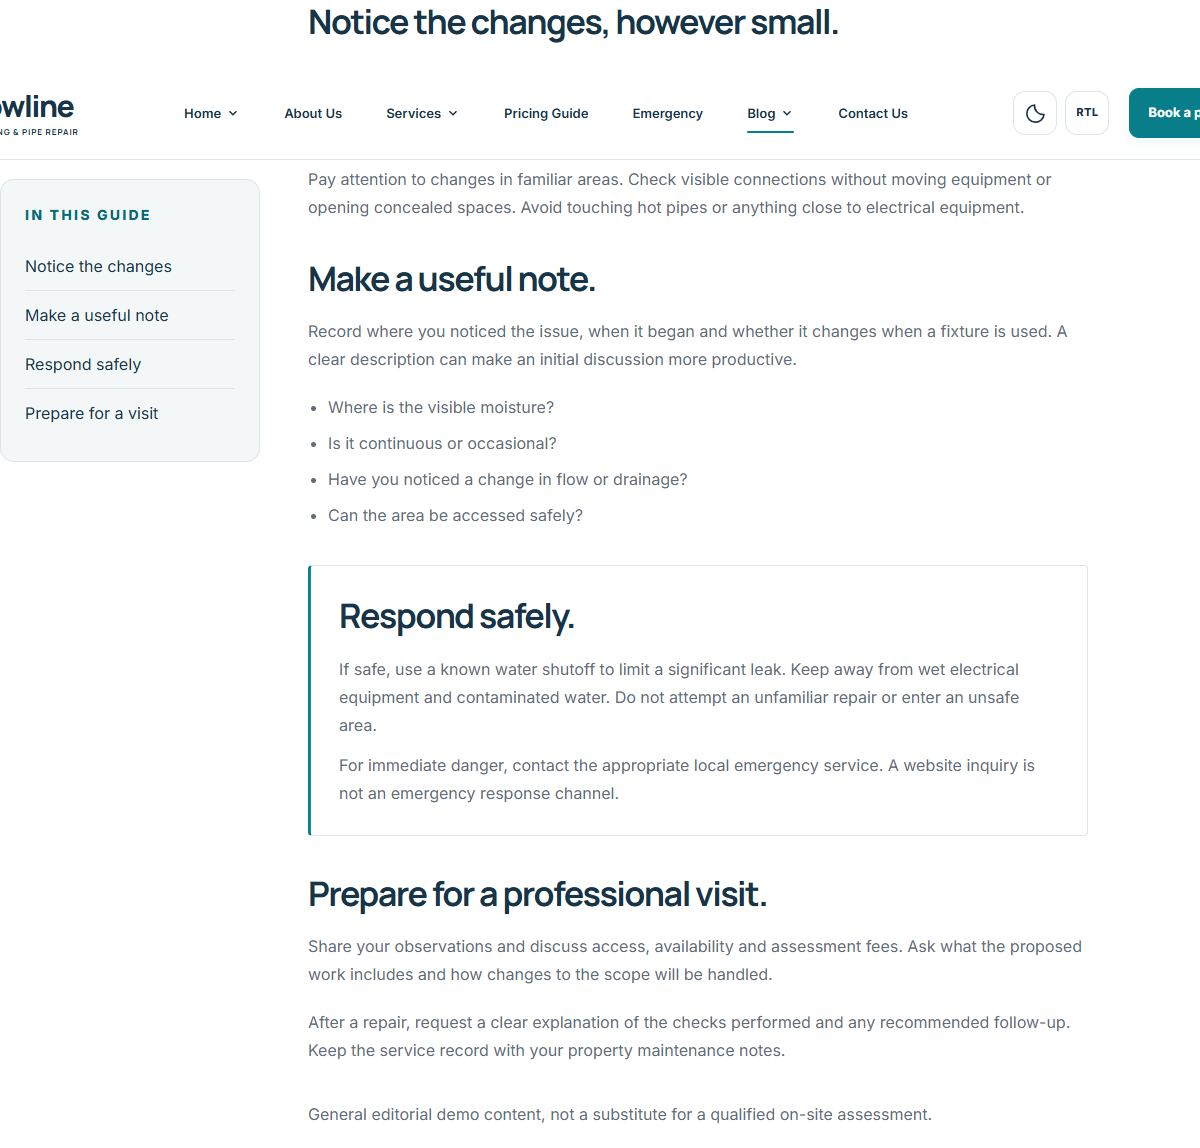 Notice the changes, however small.
owline
NG & PIPE REPAIR
Home
About Us
Services
Pricing Guide
Emergency
Blog
Contact Us
RTL
Book a p
IN THIS GUIDE
Notice the changes
Make a useful note
Respond safely
Prepare for a visit
Pay attention to changes in familiar areas. Check visible connections without moving equipment or
opening concealed spaces. Avoid touching hot pipes or anything close to electrical equipment.
Make a useful note.
Record where you noticed the issue, when it began and whether it changes when a fixture is used. A
clear description can make an initial discussion more productive.
• Where is the visible moisture?
• Is it continuous or occasional?
• Have you noticed a change in flow or drainage?
• Can the area be accessed safely?
Respond safely.
If safe, use a known water shutoff to limit a significant leak. Keep away from wet electrical
equipment and contaminated water. Do not attempt an unfamiliar repair or enter an unsafe
area.
For immediate danger, contact the appropriate local emergency service. A website inquiry is
not an emergency response channel.
Prepare for a professional visit.
Share your observations and discuss access, availability and assessment fees. Ask what the proposed
work includes and how changes to the scope will be handled.
After a repair, request a clear explanation of the checks performed and any recommended follow-up.
Keep the service record with your property maintenance notes.
General editorial demo content, not a substitute for a qualified on-site assessment.